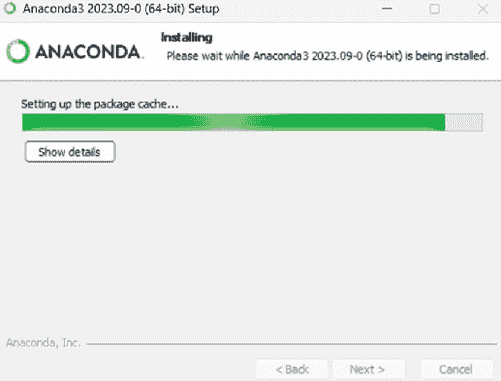 Anaconda3 2023.09-0 (64-bit) Setup
Installing
ANACONDA.
Please wait while Anaconda3 2023.09-0 (64-bit) is being installed.
Setting up the package cache...
Show details
Anaconda, Inc.
< Back Next > Cancel